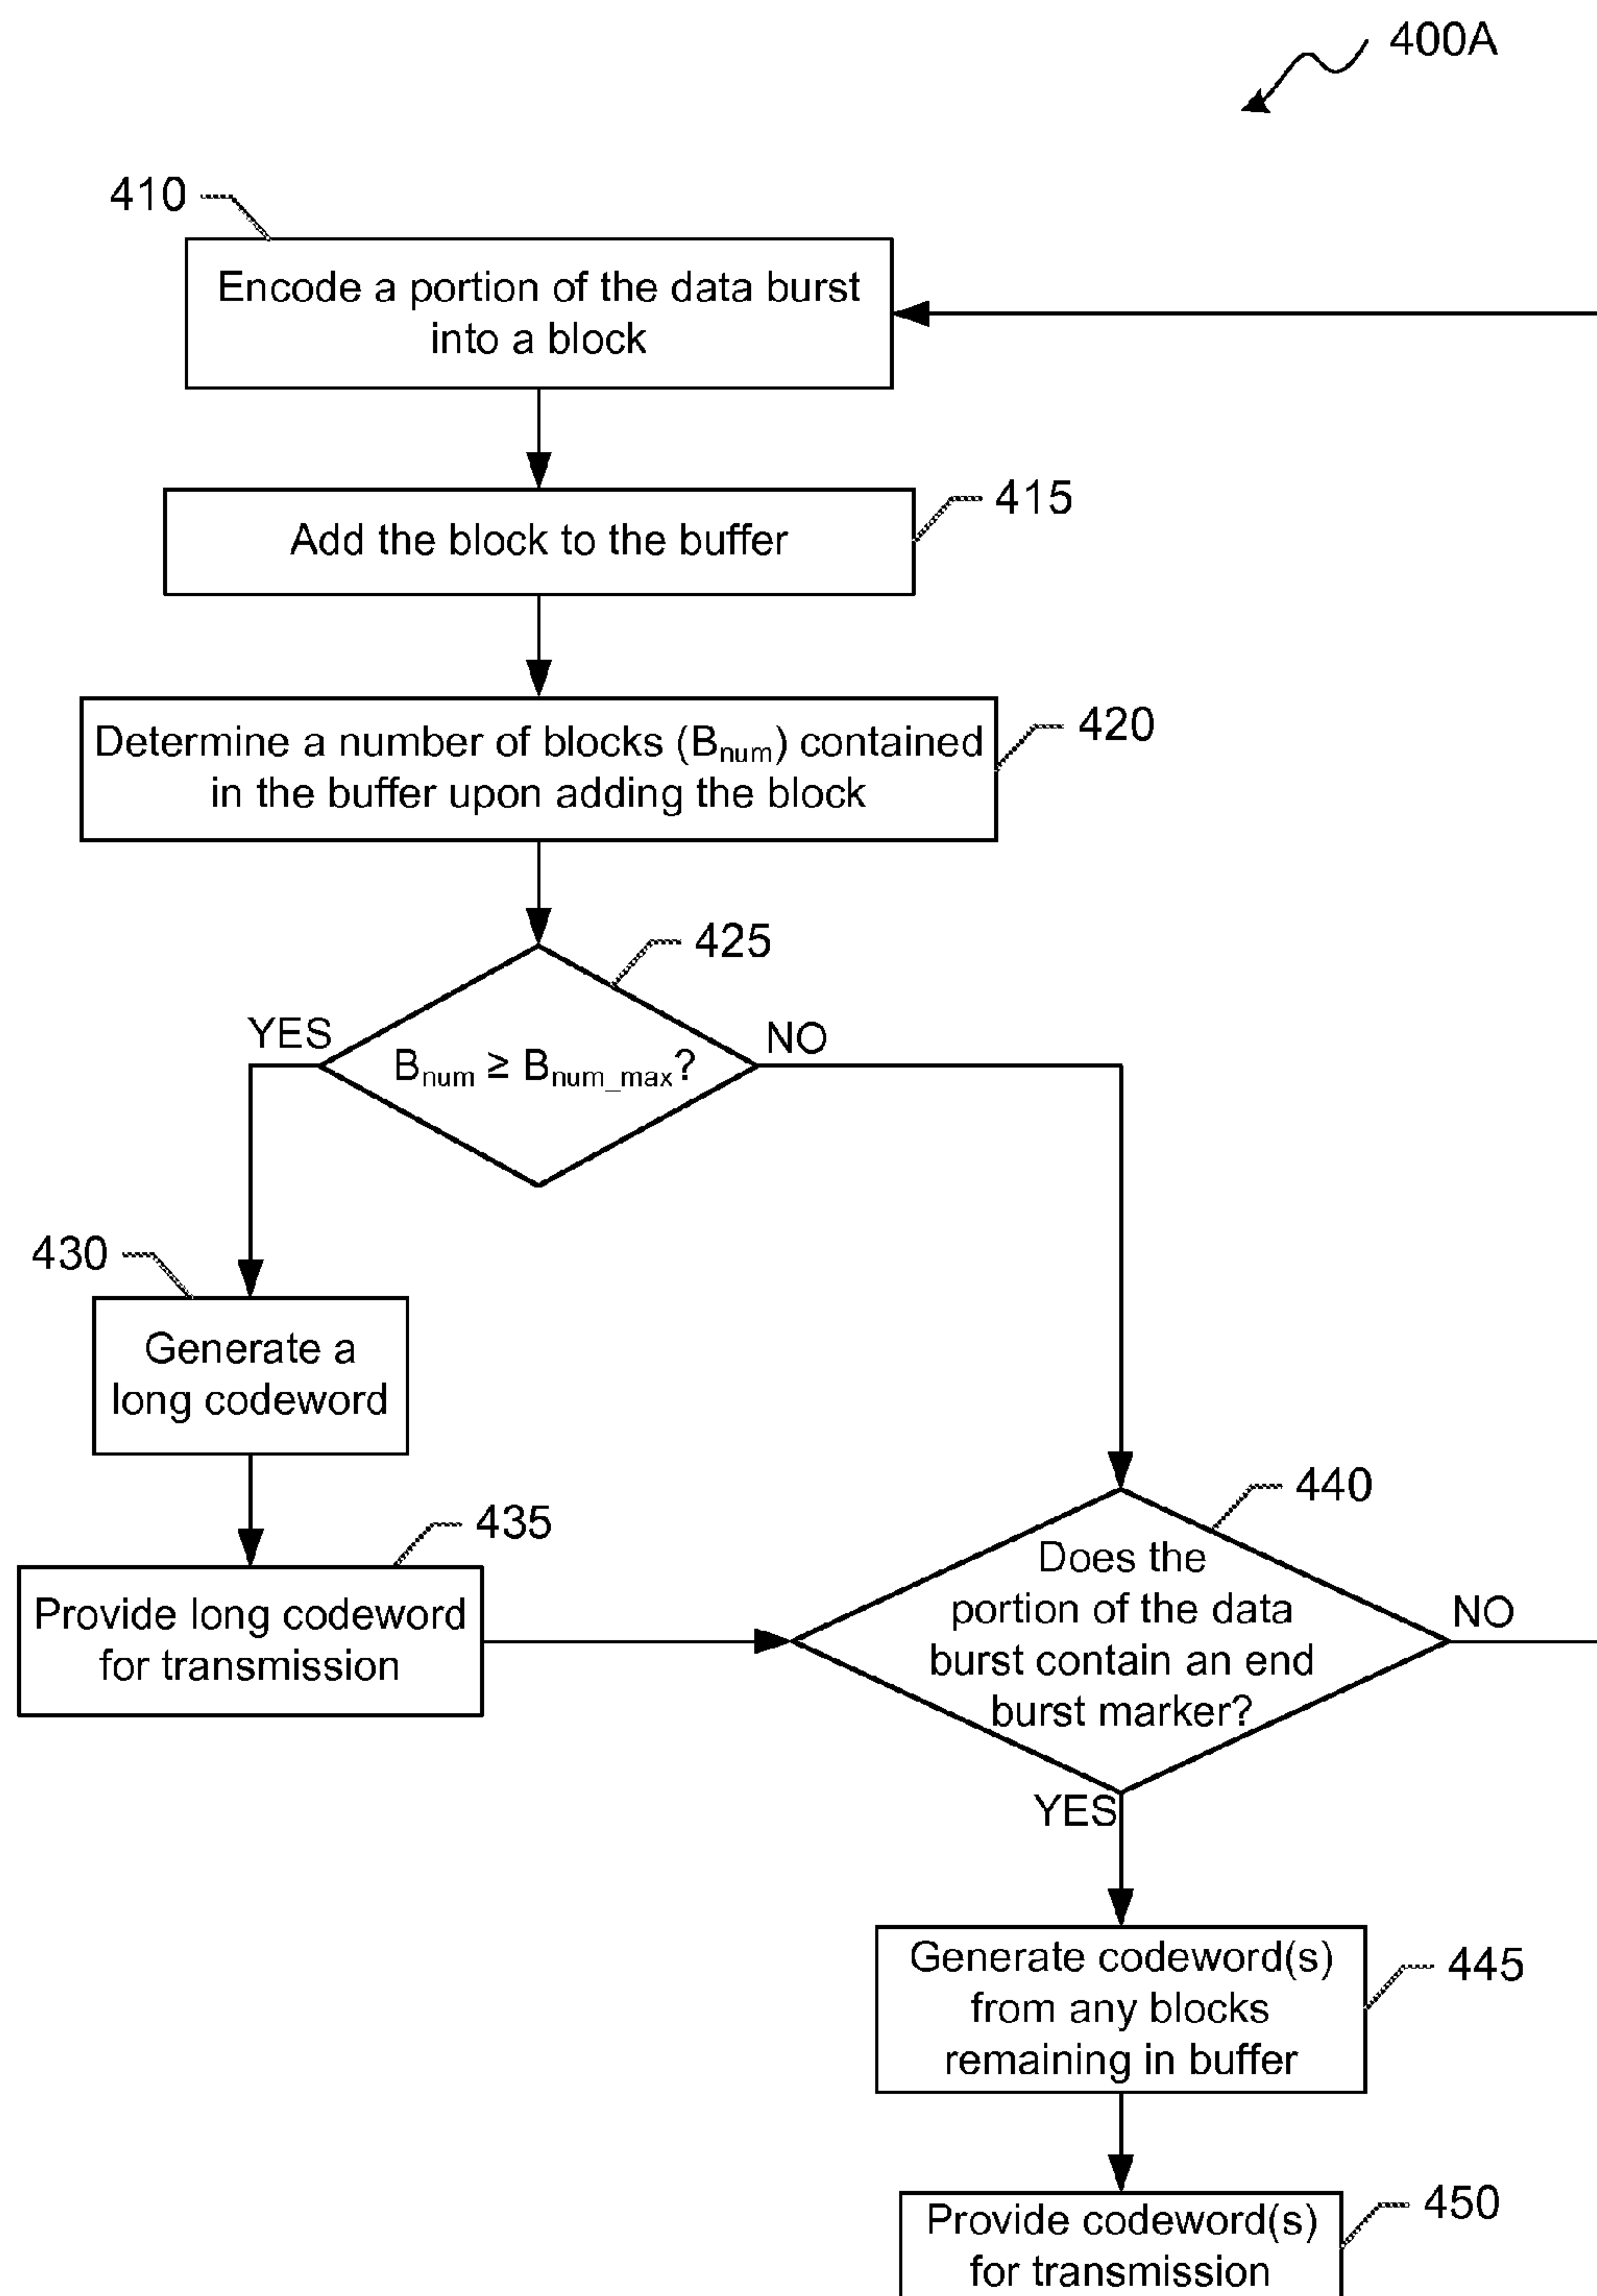 400A
410
Encode a portion of the data burst
into a block
415
Add the block to the buffer
420
Determine a number of blocks (Bnum) contained
in the buffer upon adding the block
425
YES
NO
Bnum ≥ Bnum_max?
430
Generate a
long codeword
435
Provide long codeword
for transmission
440
Does the
portion of the data
burst contain an end
burst marker?
NO
YES
445
Generate codeword(s)
from any blocks
remaining in buffer
450
Provide codeword(s)
for transmission